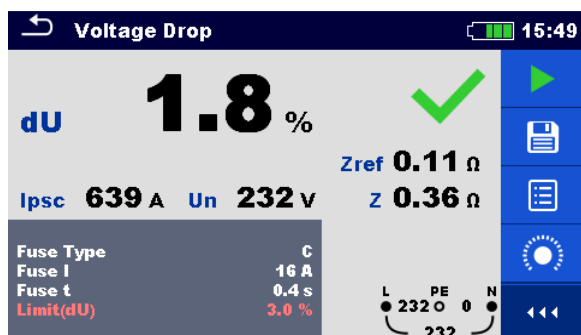 Voltage Drop 15:49
dU 1.8 %
Zref 0.11 Ω
Ipsc 639 A Un 232 V Z 0.36 Ω
Fuse Type C
Fuse I 16 A
Fuse t 0.4 s
Limit(dU) 3.0 %
L PE N
232 0
232